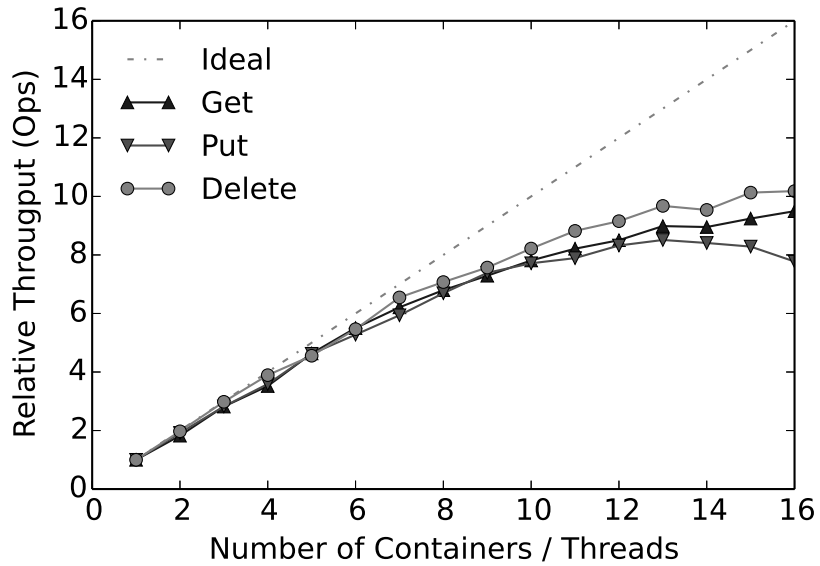 Relative Througput (Ops)
16
14
12
10
8
6
4
2
0
Ideal
Get
Put
Delete
0 2 4 6 8 10 12 14 16
Number of Containers / Threads